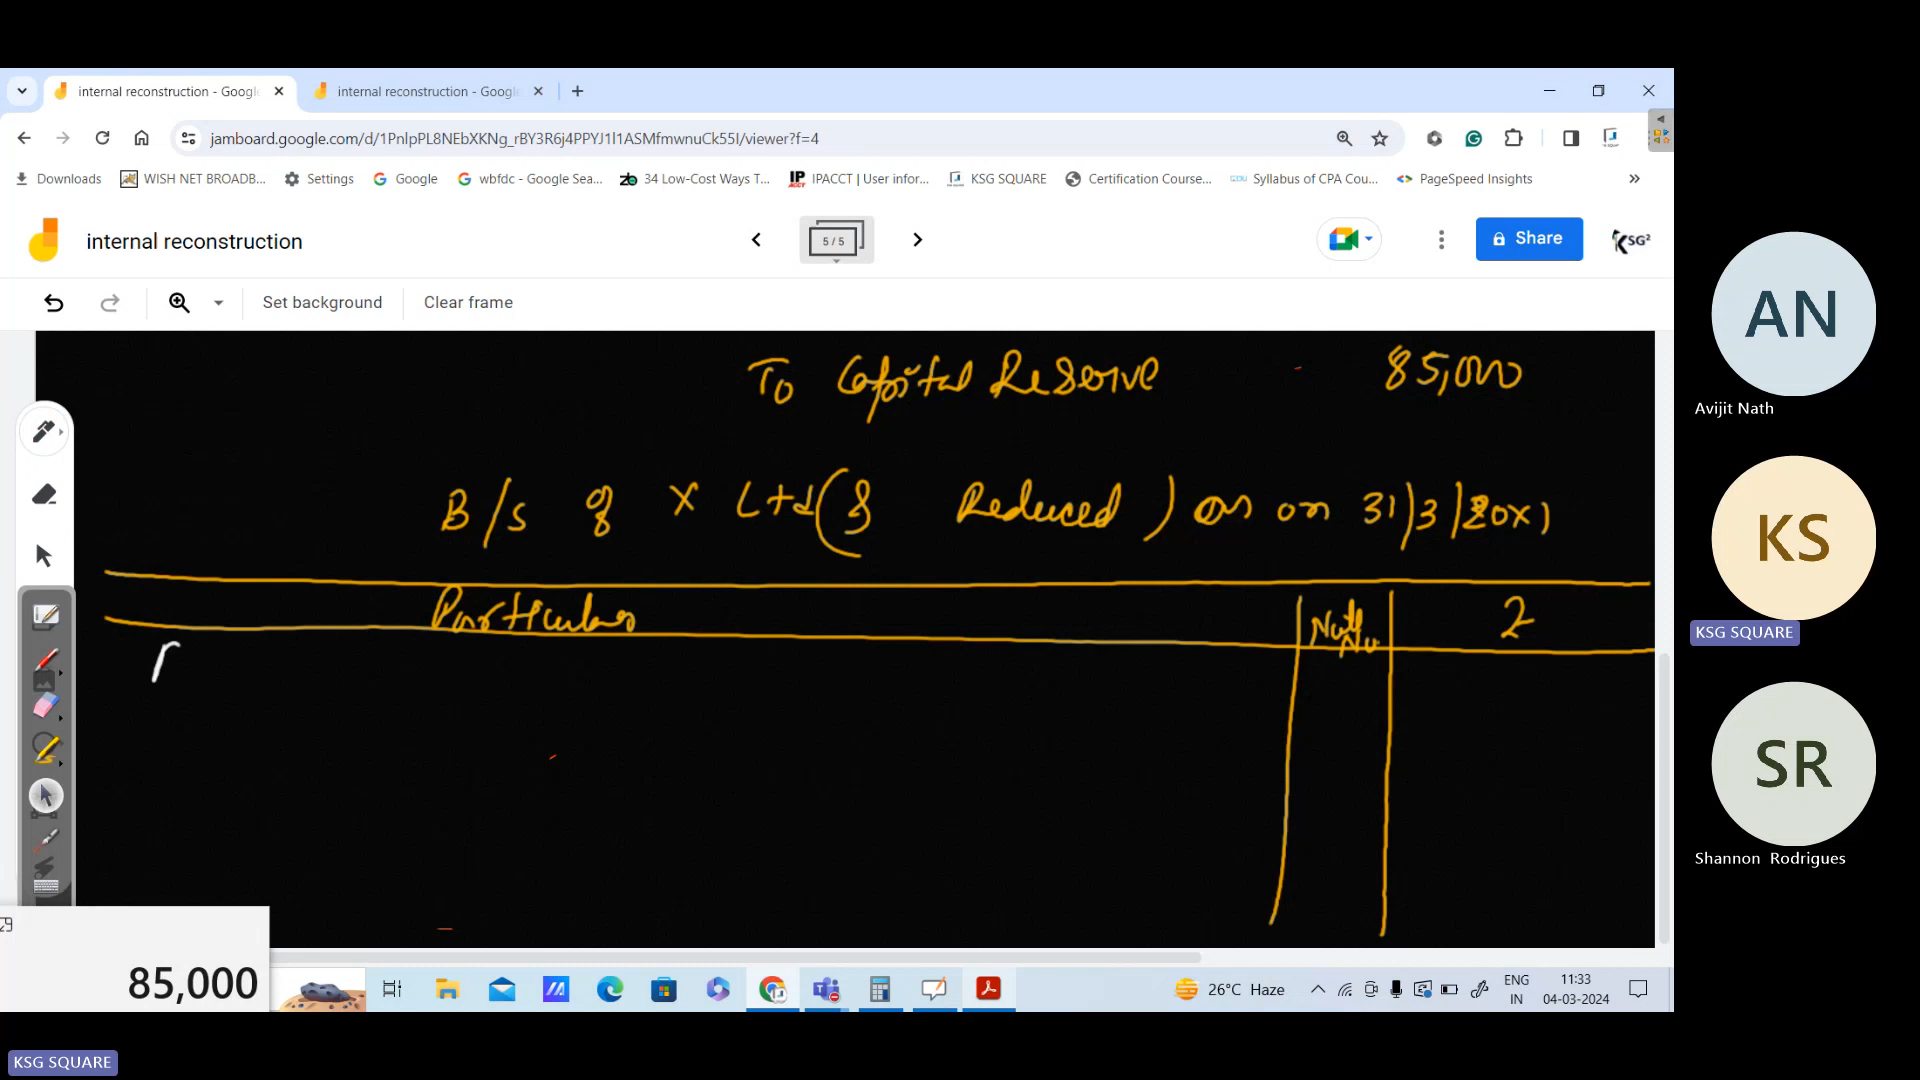 internal reconstruction - Googl
internal reconstruction - Googl
jamboard.google.com/d/1PnlpPL8NEbXKNg_rBY3R6j4PPYJ1l1ASMfmwnuCk55I/viewer?f=4
Downloads WISH NET BROADB... Settings Google wbfdc - Google Sea... 34 Low-Cost Ways T... IPACCT | User infor... KSG SQUARE Certification Course... Syllabus of CPA Cou... PageSpeed Insights »
internal reconstruction
5 / 5
Share
KSG²
Set background Clear frame
To Capital Reserve 85,000
B/s of X Ltd (& Reduced) as on 31/3/20X1
Particulars Note No
85,000
26°C Haze
ENG
IN
11:33
04-03-2024
AN
Avijit Nath
KS
KSG SQUARE
SR
Shannon Rodrigues
KSG SQUARE